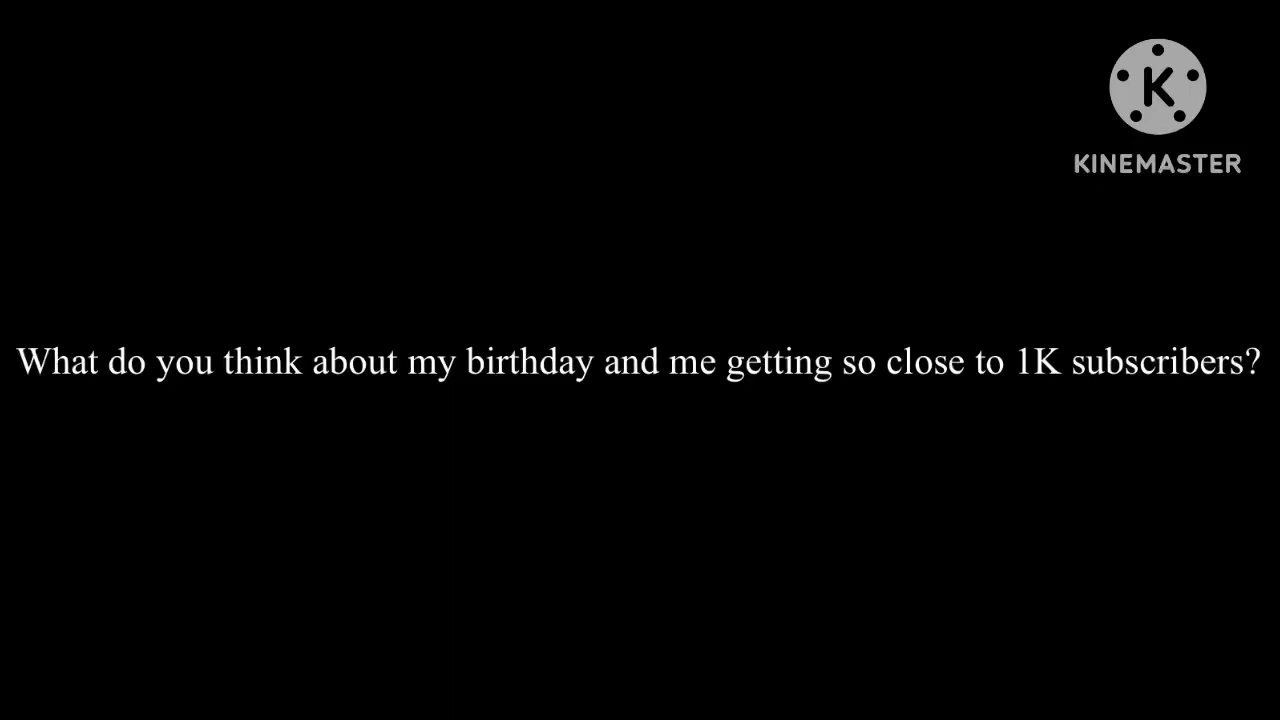 K
KINEMASTER
What do you think about my birthday and me getting so close to 1K subscribers?